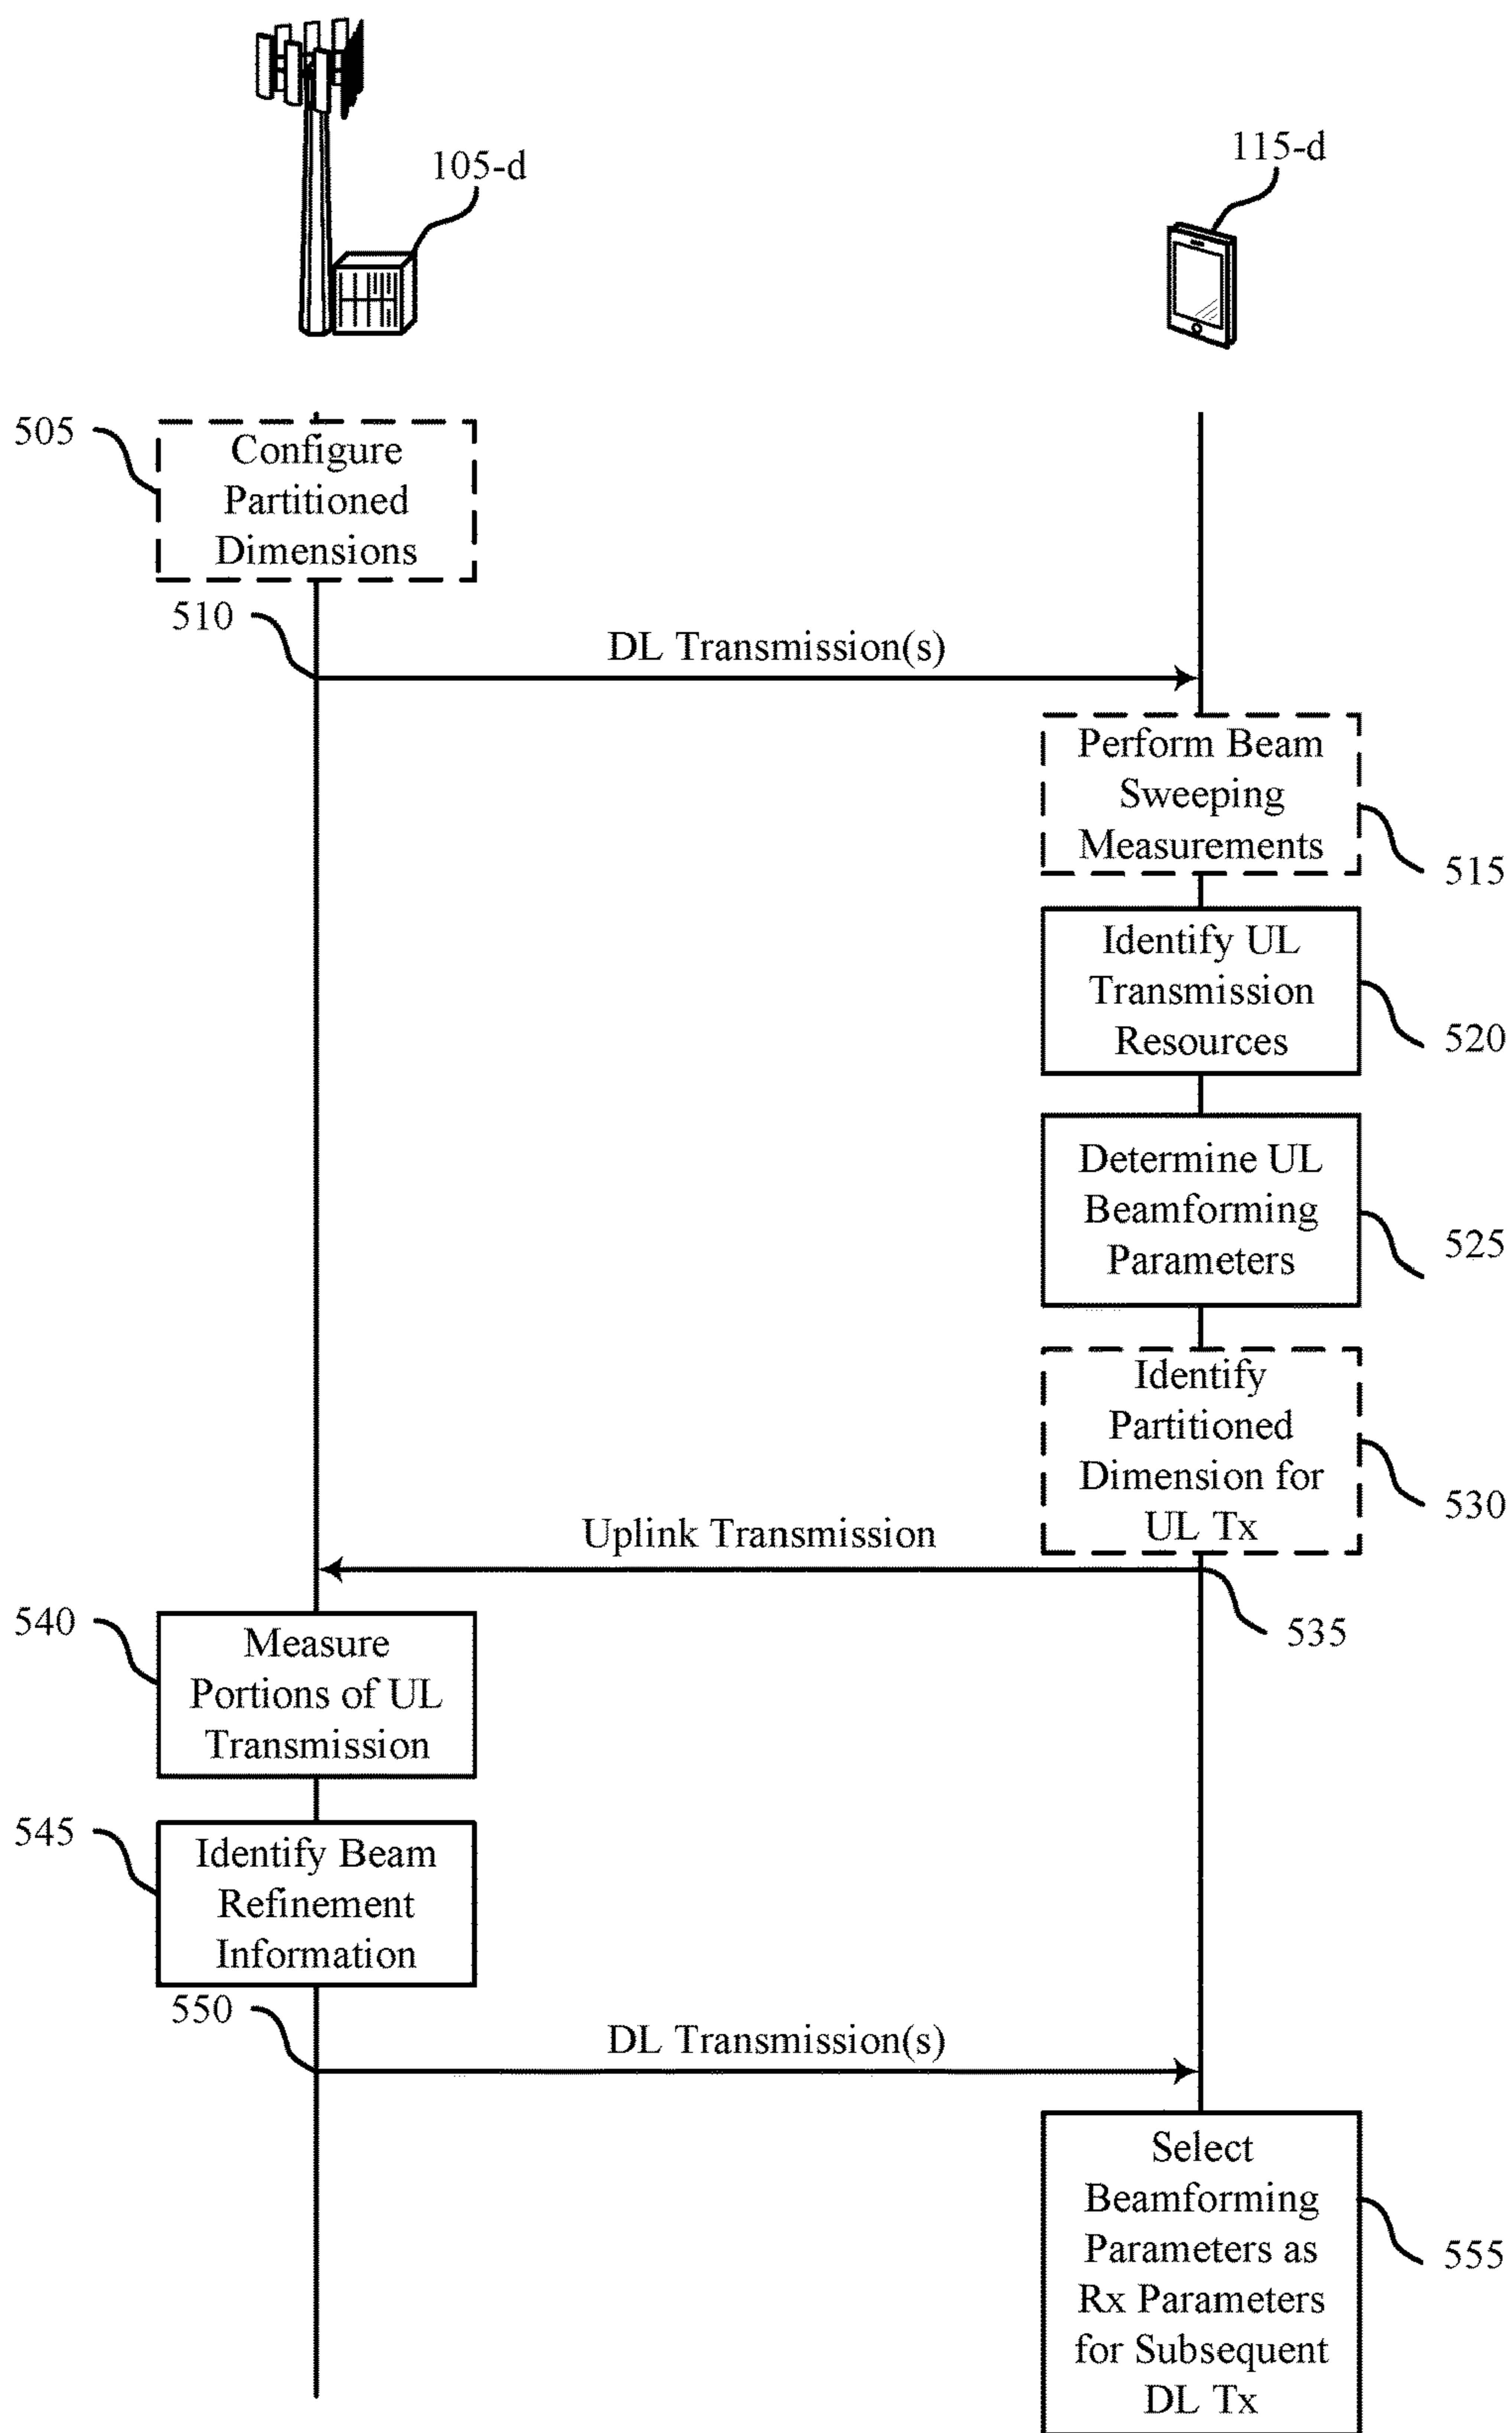 105-d
115-d
505
Configure
Partitioned
Dimensions
510
DL Transmission(s)
Perform Beam
Sweeping
Measurements
515
Identify UL
Transmission
Resources
520
Determine UL
Beamforming
Parameters
525
Identify
Partitioned
Dimension for
UL Tx
530
Uplink Transmission
535
540
Measure
Portions of UL
Transmission
545
Identify Beam
Refinement
Information
550
DL Transmission(s)
Select
Beamforming
Parameters as
Rx Parameters
for Subsequent
DL Tx
555